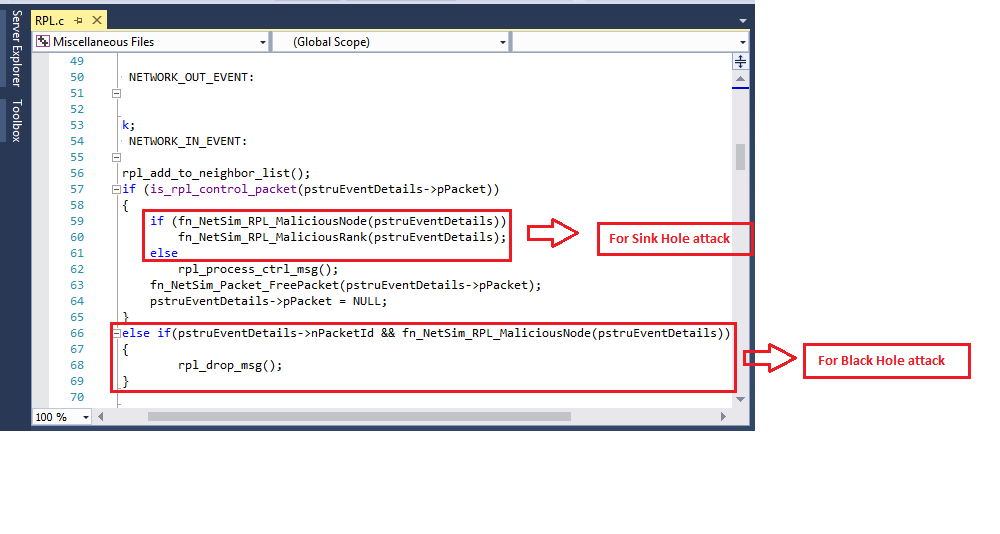 Server Explorer
Toolbox
RPL.c
Miscellaneous Files
(Global Scope)
49
50 NETWORK_OUT_EVENT:
51
52
53 k;
54 NETWORK_IN_EVENT:
55
56 rpl_add_to_neighbor_list();
57 if (is_rpl_control_packet(pstruEventDetails->pPacket))
58 {
59 if (fn_NetSim_RPL_MaliciousNode(pstruEventDetails))
60 fn_NetSim_RPL_MaliciousRank(pstruEventDetails);
61 else
62 rpl_process_ctrl_msg();
63 fn_NetSim_Packet_FreePacket(pstruEventDetails->pPacket);
64 pstruEventDetails->pPacket = NULL;
65 }
66 else if(pstruEventDetails->nPacketId && fn_NetSim_RPL_MaliciousNode(pstruEventDetails))
67 {
68 rpl_drop_msg();
69 }
70
100 %
For Sink Hole attack
For Black Hole attack